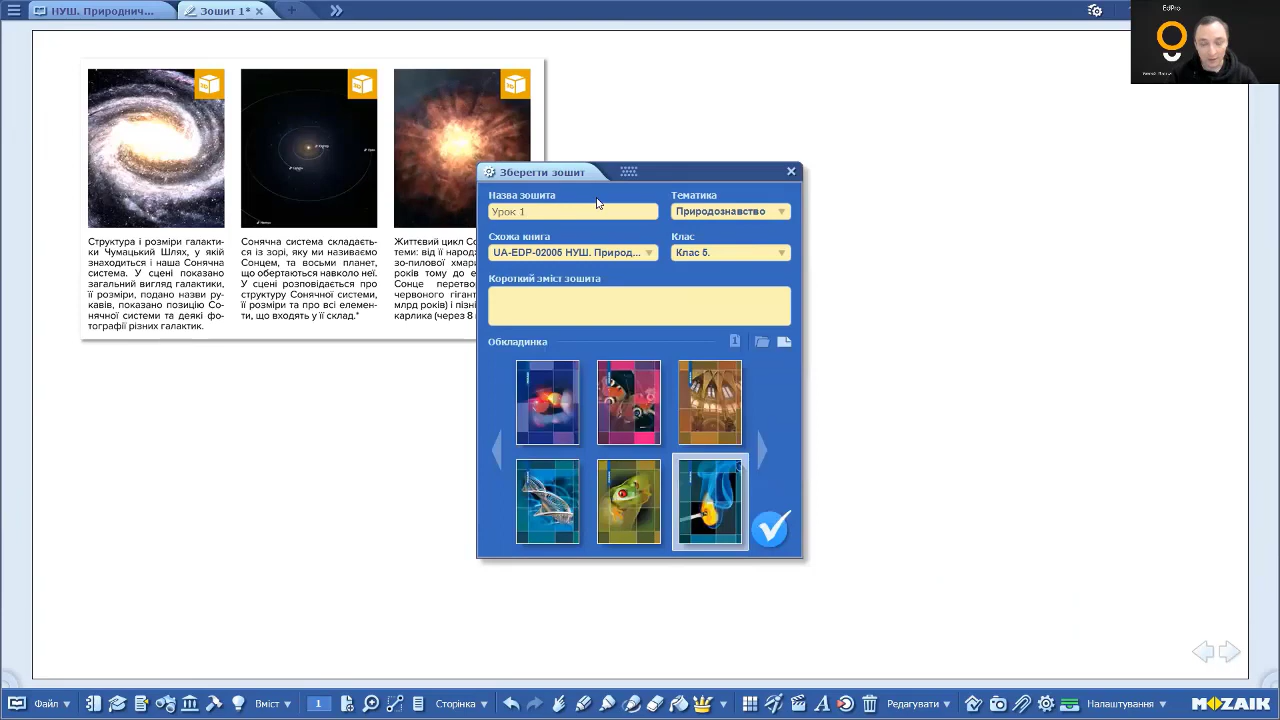 НУШ. Природнич...
Зошит 1*
EdPro
3D
3D
3D
Структура і розміри галакти-
ки Чумацький Шлях, у якій
знаходиться і наша Сонячна
система. У сцені показано
загальний вигляд галактики,
її розміри, подано назви ру-
кавів, показано позицію Со-
нячної системи та деякі фо-
тографії різних галактик.
Сонячна система складаєть-
ся із зорі, яку ми називаємо
Сонцем, та восьми планет,
що обертаються навколо неї.
У сцені розповідається про
структуру Сонячної системи,
її розміри та про всі елемен-
ти, що входять у її склад.*
Життєвий цикл Со
теми: від її народ
зо-пилової хмар
років тому до е
Сонце перетво
червоного гіган
млрд років) і пізн
карлика (через 8
Зберегти зошит
Назва зошита
Тематика
Урок 1
Природознавство
Схожа книга
Клас
UA-EDP-02005 НУШ. Природ...
Клас 5.
Короткий зміст зошита
Обкладинка
1
Файл
Вміст
1
Сторінка
A
Редагувати
Налаштування
MOZAIK